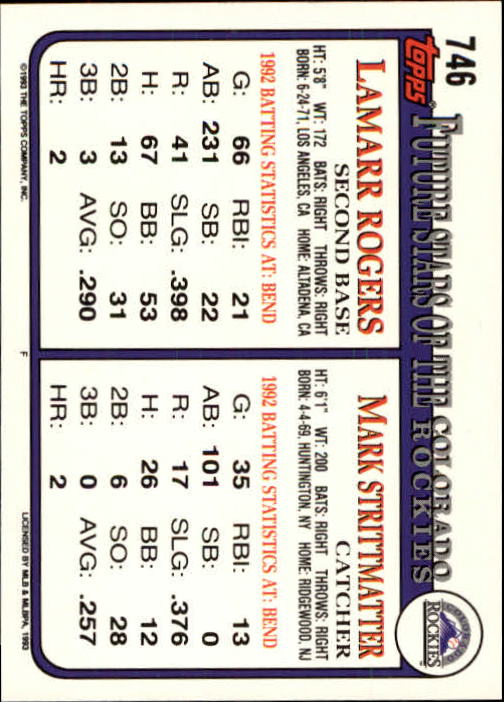 746
Topps
FUTURE STARS OF THE COLORADO
ROCKIES
COLORADO
ROCKIES
LAMARR ROGERS
SECOND BASE
HT: 5'8" WT: 172 BATS: RIGHT THROWS: RIGHT
BORN: 6-24-71, LOS ANGELES, CA HOME: ALTADENA, CA
1992 BATTING STATISTICS AT: BEND
G: 66 RBI: 21
AB: 231 SB: 22
R: 41 SLG: .398
H: 67 BB: 53
2B: 13 SO: 31
3B: 3 AVG: .290
HR: 2
MARK STRITTMATTER
CATCHER
HT: 6'1" WT: 200 BATS: RIGHT THROWS: RIGHT
BORN: 4-4-69, HUNTINGTON, NY HOME: RIDGEWOOD, NJ
1992 BATTING STATISTICS AT: BEND
G: 35 RBI: 13
AB: 101 SB: 0
R: 17 SLG: .376
H: 26 BB: 12
2B: 6 SO: 28
3B: 0 AVG: .257
HR: 2
©1993 THE TOPPS COMPANY, INC.
F
LICENSED BY MLB & MLBPA, 1993